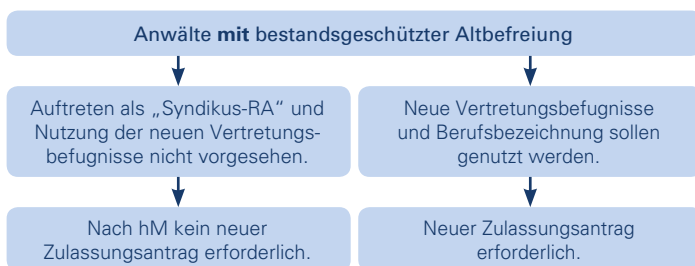 Anwälte mit bestandsgeschützter Altbefreiung
Auftreten als „Syndikus-RA“ und
Nutzung der neuen Vertretungs-
befugnisse nicht vorgesehen.
Neue Vertretungsbefugnisse
und Berufsbezeichnung sollen
genutzt werden.
Nach hM kein neuer
Zulassungsantrag erforderlich.
Neuer Zulassungsantrag
erforderlich.